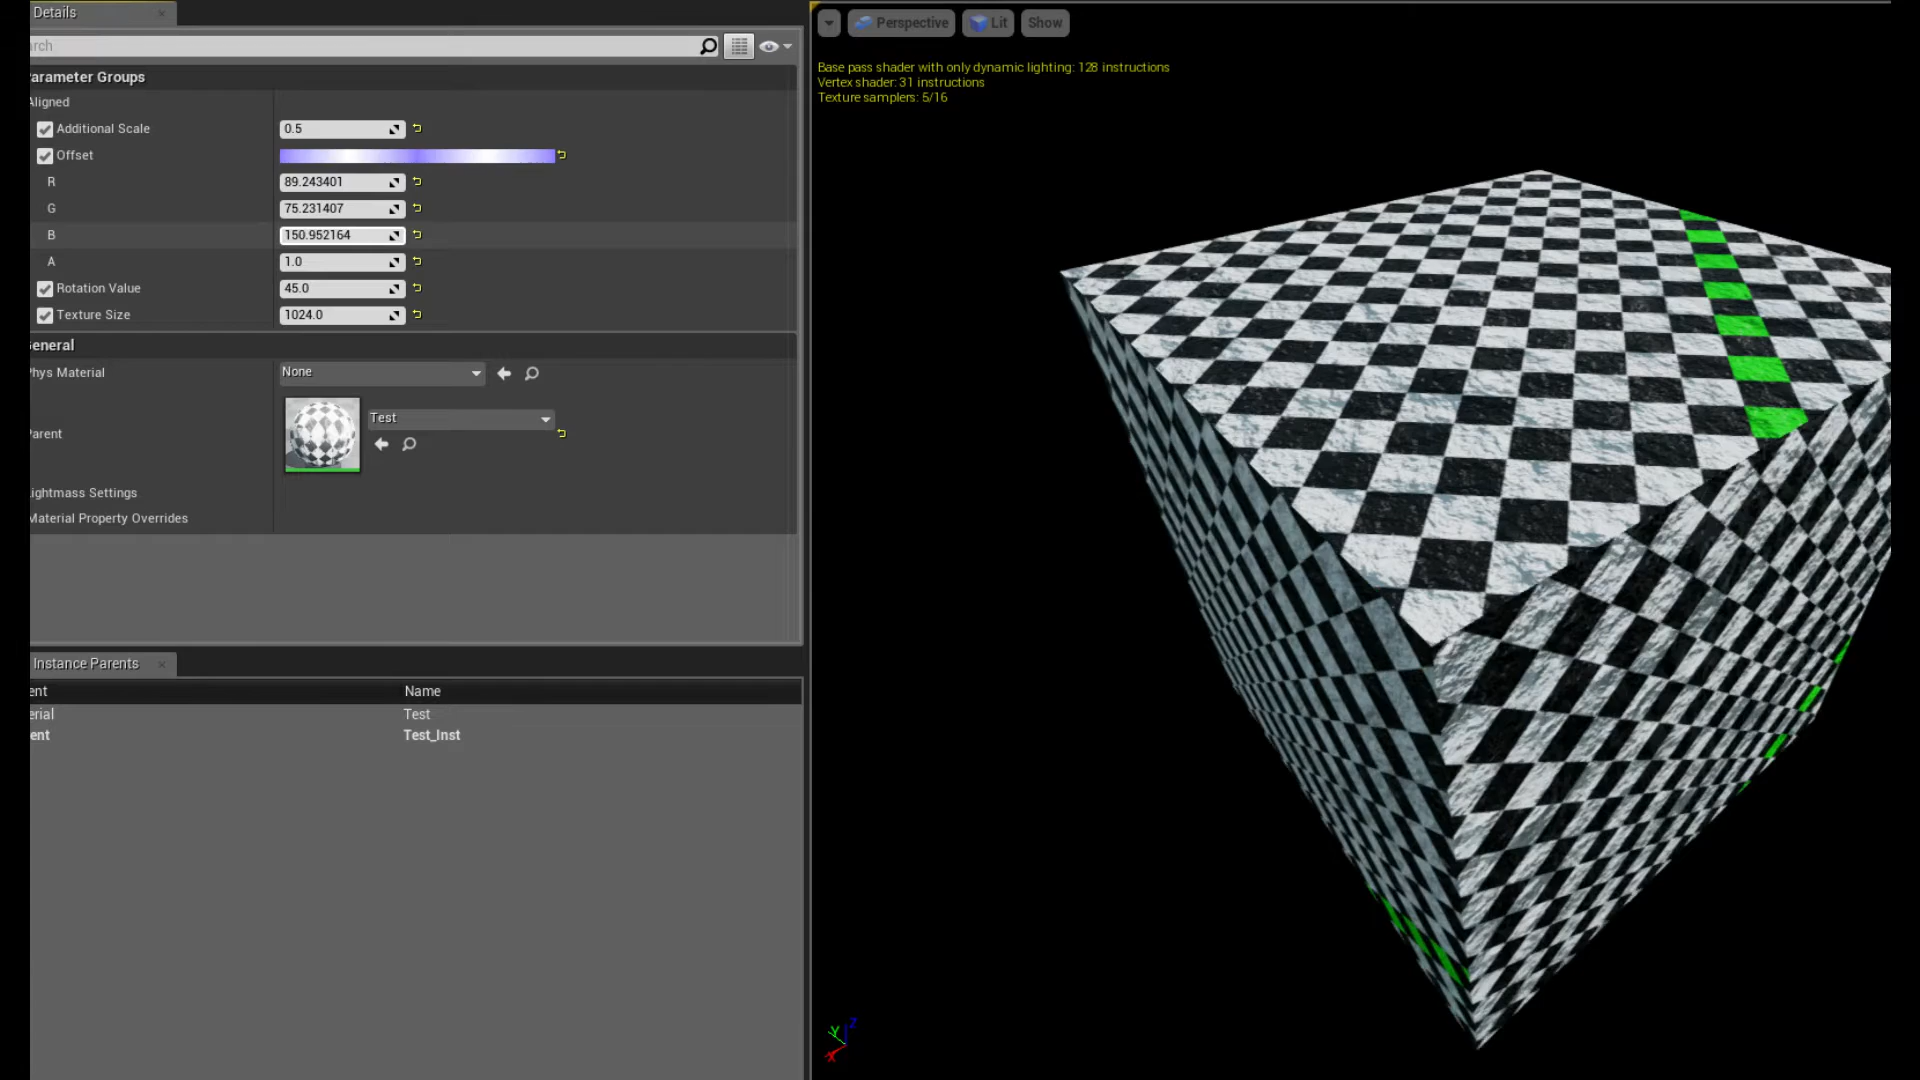 Details
rch
arameter Groups
Aligned
Additional Scale 0.5
Offset
R 89.243401
G 75.231407
B 150.952164
A 1.0
Rotation Value 45.0
Texture Size 1024.0
eneral
Phys Material None
Parent Test
ightmass Settings
Material Property Overrides
Instance Parents
ent Name
erial Test
ent Test_Inst
Perspective Lit Show
Base pass shader with only dynamic lighting: 128 instructions
Vertex shader: 31 instructions
Texture samplers: 5/16
Y Z
X